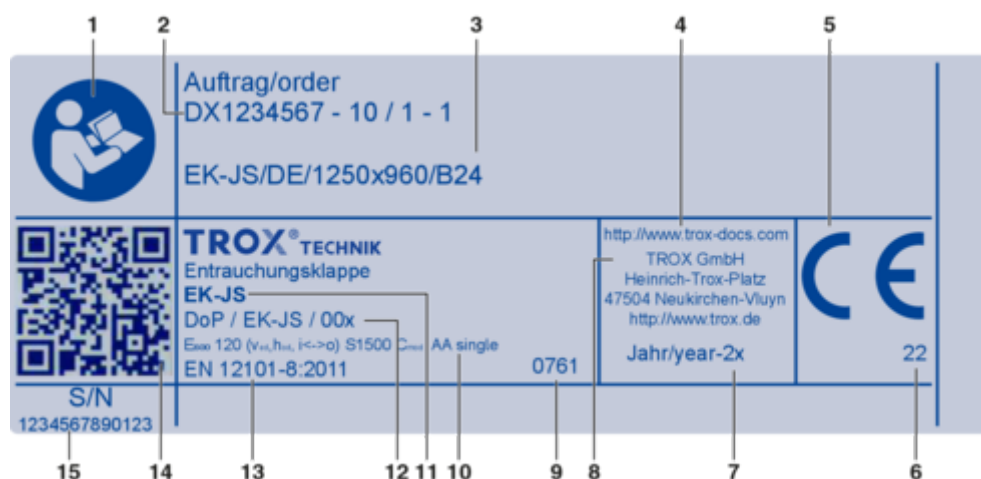 1 2 3 4 5
Auftrag/order
DX1234567 - 10 / 1 - 1
EK-JS/DE/1250x960/B24
TROX® TECHNIK
Entrauchungsklappe
EK-JS
DoP / EK-JS / 00x
120 (v h i<->o) S1500 C AA single
EN 12101-8:2011
0761
http://www.trox-docs.com
TROX GmbH
Heinrich-Trox-Platz
47504 Neukirchen-Vluyn
http://www.trox.de
Jahr/year-2x
CE
22
S/N
1234567890123
15 14 13 12 11 10 9 8 7 6